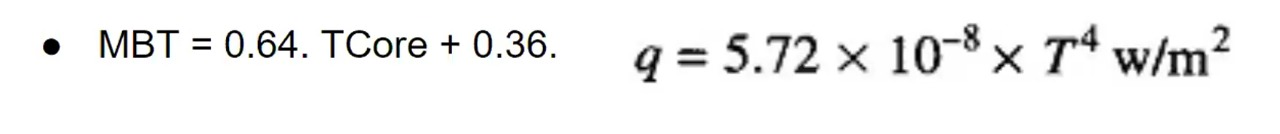 ● MBT = 0.64. TCore + 0.36.
q = 5.72 × 10⁻⁸ × T⁴ w/m²